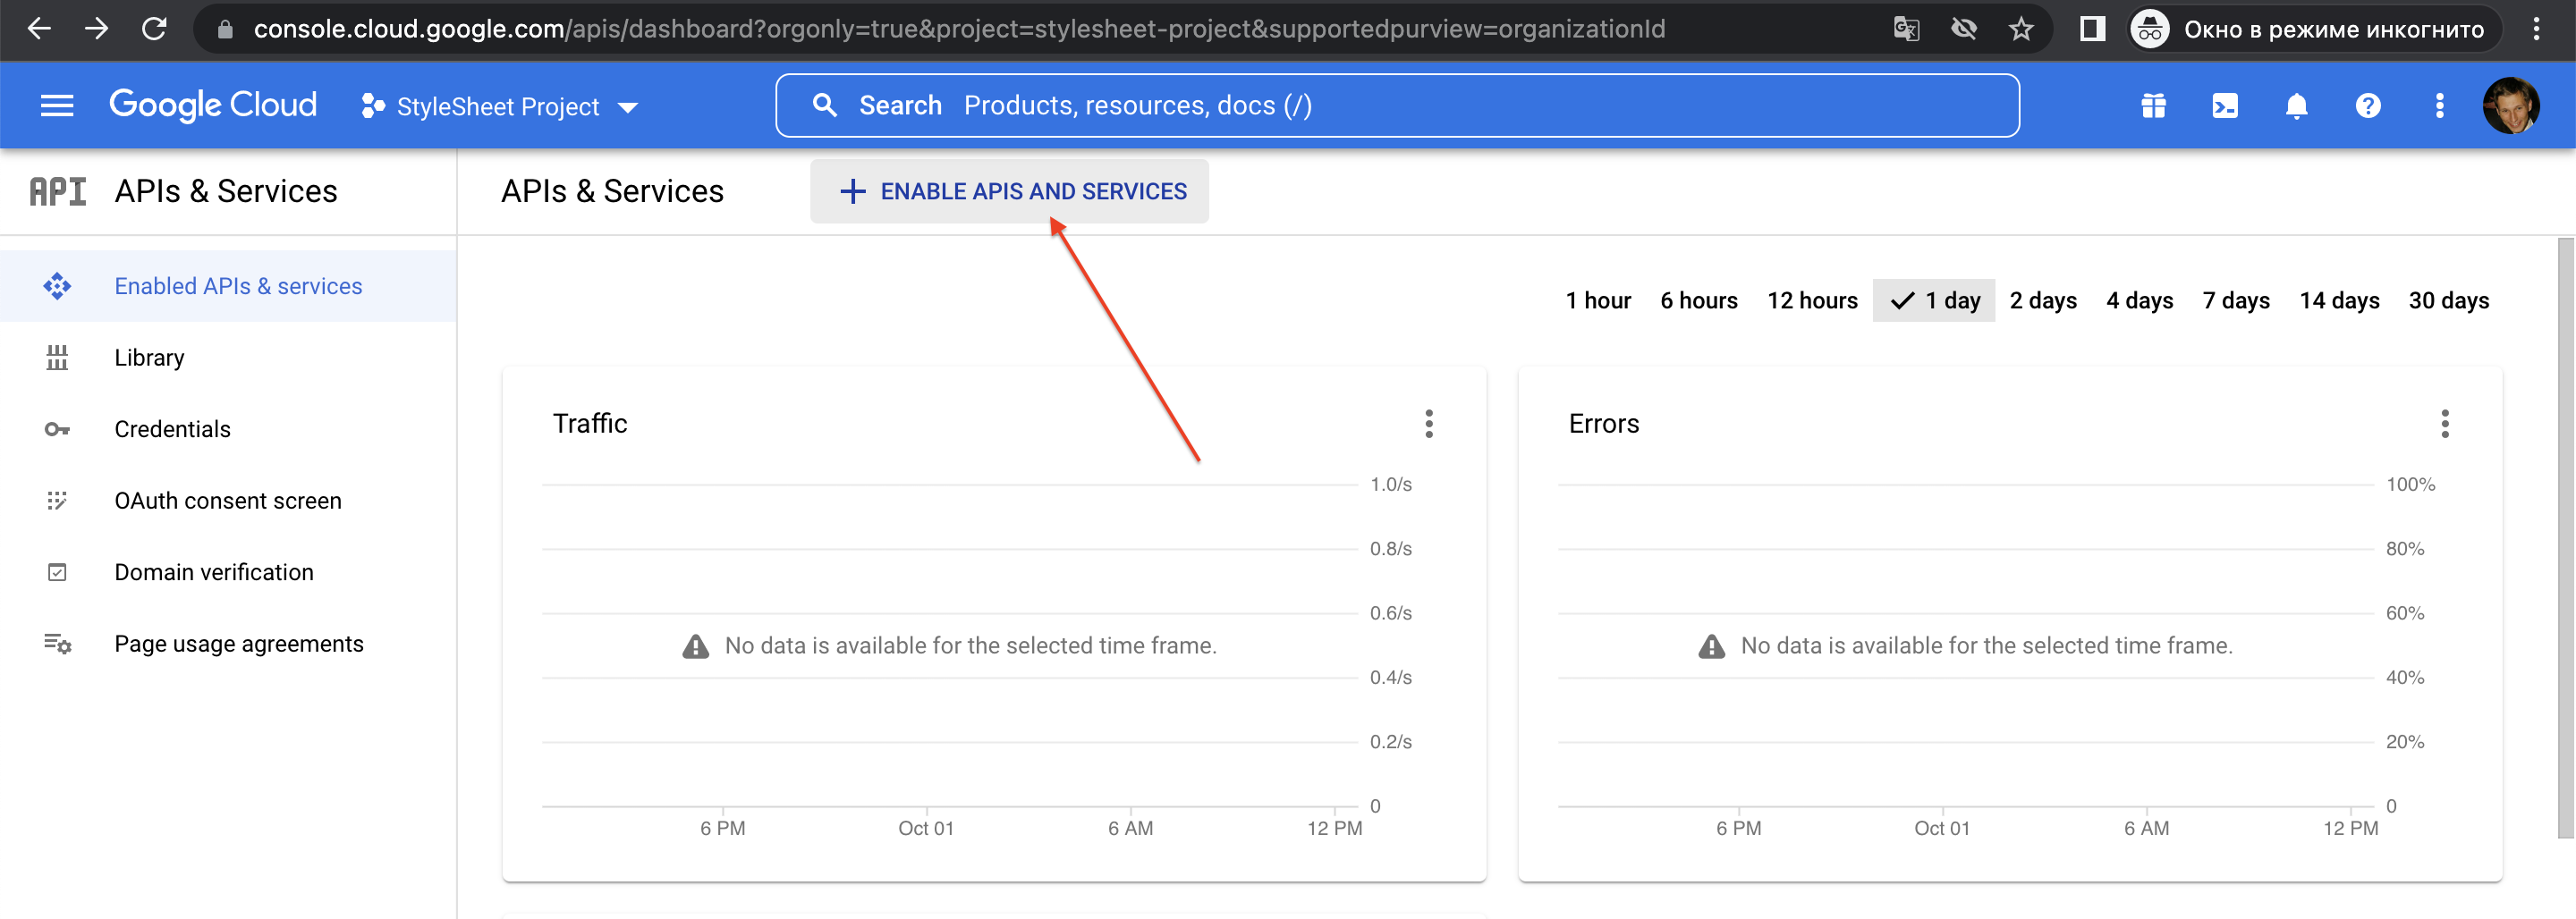 console.cloud.google.com/apis/dashboard?orgonly=true&project=stylesheet-project&supportedpurview=organizationId
Окно в режиме инкогнито
Google Cloud
StyleSheet Project
Search Products, resources, docs (/)
API APIs & Services
APIs & Services
+ ENABLE APIS AND SERVICES
Enabled APIs & services
Library
Credentials
OAuth consent screen
Domain verification
Page usage agreements
1 hour 6 hours 12 hours 1 day 2 days 4 days 7 days 14 days 30 days
Traffic
1.0/s
0.8/s
0.6/s
No data is available for the selected time frame.
0.4/s
0.2/s
0
6 PM Oct 01 6 AM 12 PM
Errors
100%
80%
60%
No data is available for the selected time frame.
40%
20%
0
6 PM Oct 01 6 AM 12 PM